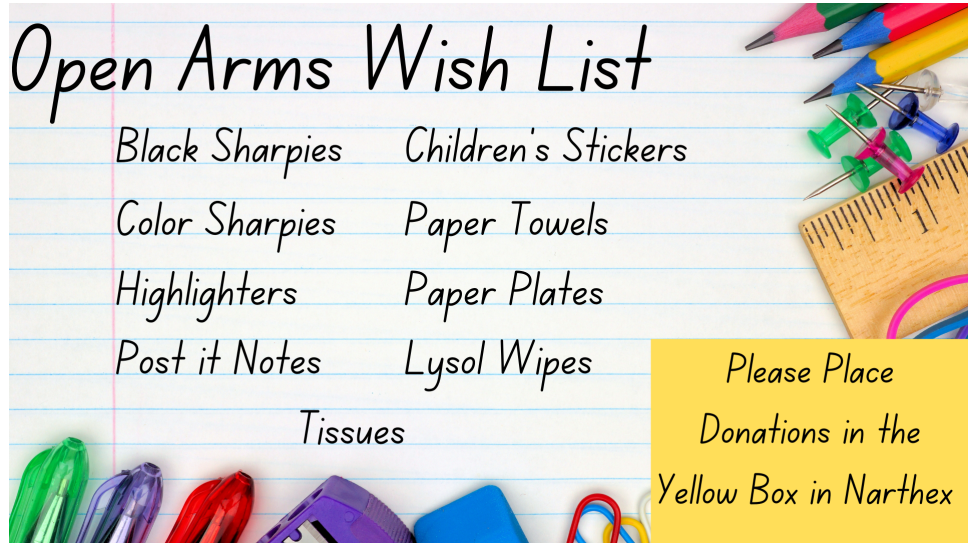 Open Arms Wish List
Black Sharpies
Color Sharpies
Highlighters
Post it Notes
Children's Stickers
Paper Towels
Paper Plates
Lysol Wipes
Tissues
1
Please Place
Donations in the
Yellow Box in Narthex